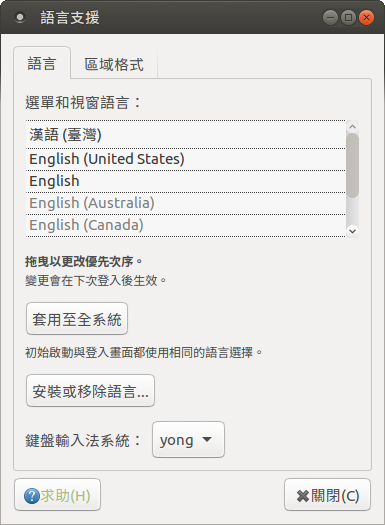 語言支援
語言
區域格式
選單和視窗語言：
漢語 (臺灣)
English (United States)
English
English (Australia)
English (Canada)
拖曳以更改優先次序。
變更會在下次登入後生效。
套用至全系統
初始啟動與登入畫面都使用相同的語言選擇。
安裝或移除語言...
鍵盤輸入法系統： yong
?求助(H)
關閉(C)